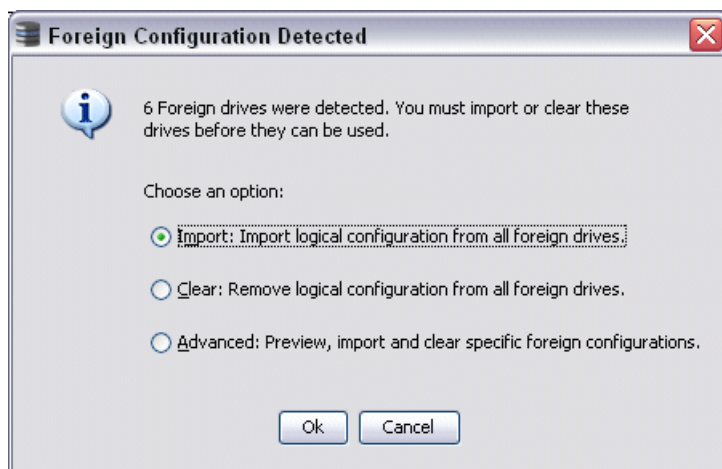 Foreign Configuration Detected
6 Foreign drives were detected. You must import or clear these
drives before they can be used.
Choose an option:
Import: Import logical configuration from all foreign drives.
Clear: Remove logical configuration from all foreign drives.
Advanced: Preview, import and clear specific foreign configurations.
Ok
Cancel